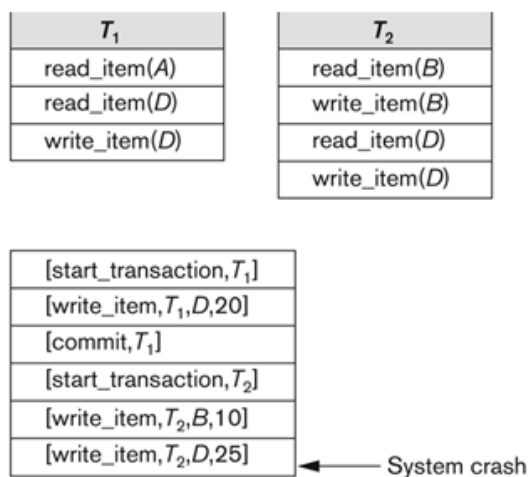 T₁
read_item(A)
read_item(D)
write_item(D)
T₂
read_item(B)
write_item(B)
read_item(D)
write_item(D)
[start_transaction,T₁]
[write_item,T₁,D,20]
[commit,T₁]
[start_transaction,T₂]
[write_item,T₂,B,10]
[write_item,T₂,D,25]
System crash